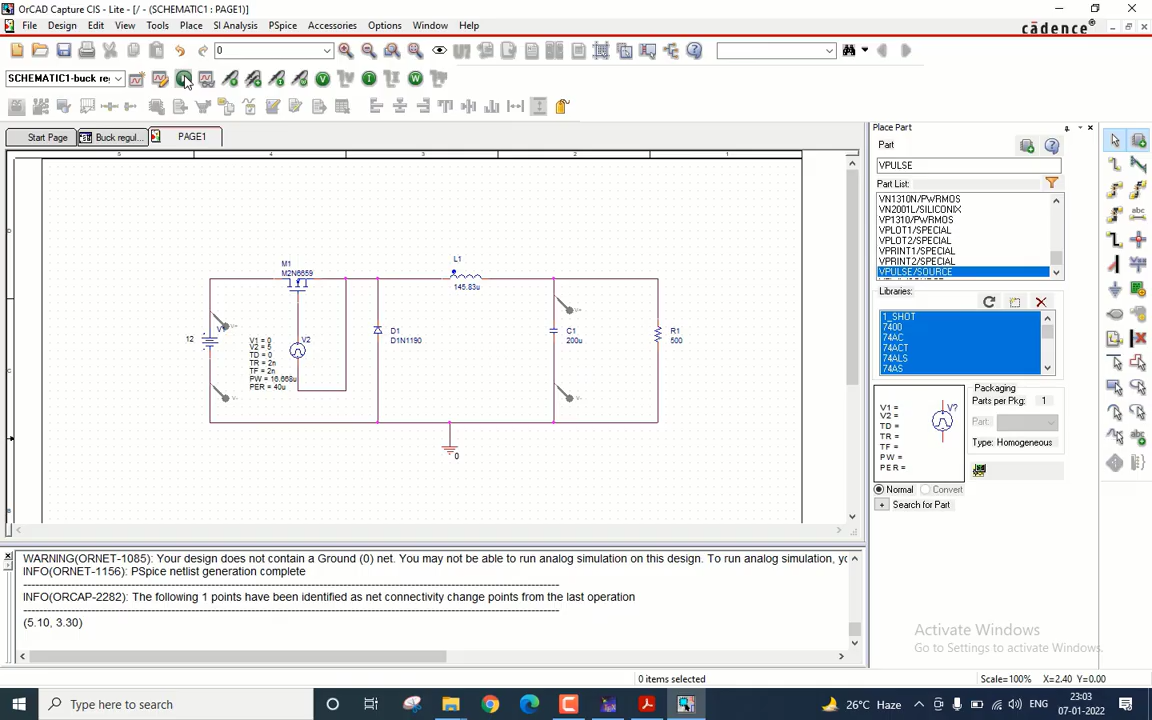 OrCAD Capture CIS - Lite - [/ - (SCHEMATIC1 : PAGE1)]
File Design Edit View Tools Place SI Analysis PSpice Accessories Options Window Help
cādence®
0
SCHEMATIC1-buck re
Start Page
Buck regul...
PAGE1
Place Part
Part
VPULSE
Part List:
VN1310N/PWRMOS
VN2001L/SILICONIX
VP1310/PWRMOS
VPLOT1/SPECIAL
VPLOT2/SPECIAL
VPRINT1/SPECIAL
VPRINT2/SPECIAL
VPULSE/SOURCE
Libraries:
1_SHOT
7400
74AC
74ACT
74ALS
74AS
Packaging
Parts per Pkg: 1
Part:
Type: Homogeneous
V?
V1 =
V2 =
TD =
TR =
TF =
PW =
PER =
Normal
Convert
Search for Part
5 4 3 2 1
M1
M2N6659
L1
145.83u
12
V1 = 0
V2 = 5
TD = 0
TR = 2n
TF = 2n
PW = 16.668u
PER = 40u
V2
D1
D1N1190
C1
200u
R1
500
0
WARNING(ORNET-1085): Your design does not contain a Ground (0) net. You may not be able to run analog simulation on this design. To run analog simulation, yo
INFO(ORNET-1156): PSpice netlist generation complete
INFO(ORCAP-2282): The following 1 points have been identified as net connectivity change points from the last operation
(5.10, 3.30)
Activate Windows
Go to Settings to activate Windows.
0 items selected
Scale=100% X=2.40 Y=0.00
Type here to search
26°C Haze
ENG
23:03
07-01-2022